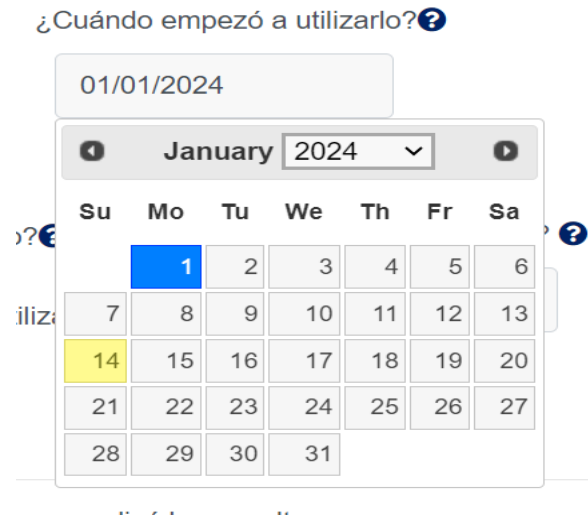 ¿Cuándo empezó a utilizarlo?
01/01/2024
January 2024
Su Mo Tu We Th Fr Sa
1 2 3 4 5 6
7 8 9 10 11 12 13
14 15 16 17 18 19 20
21 22 23 24 25 26 27
28 29 30 31